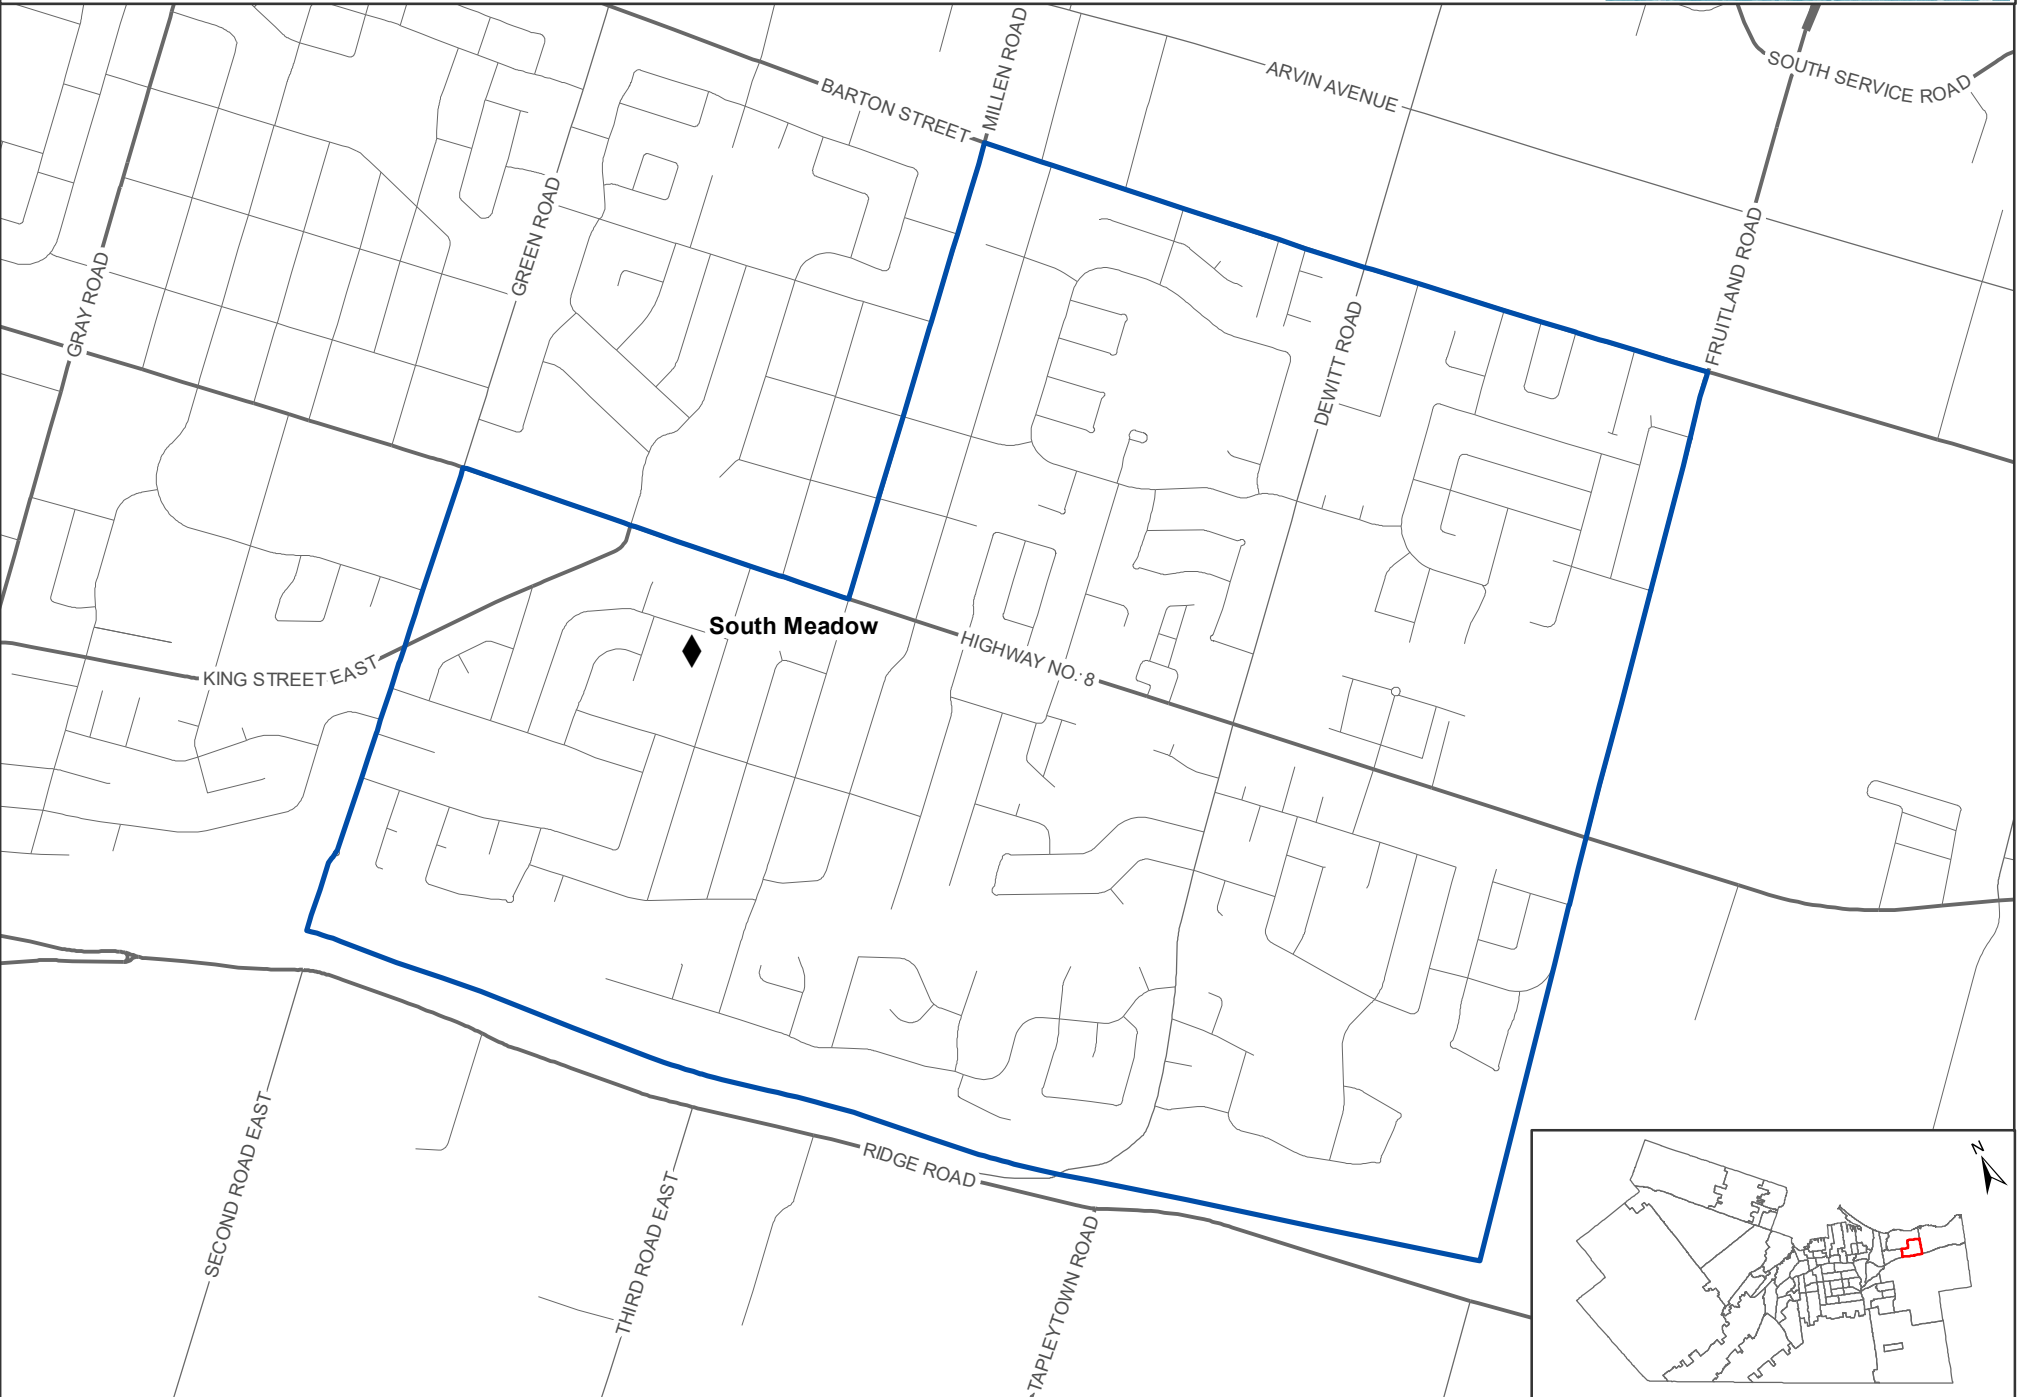 MILLEN ROAD
SOUTH SERVICE ROAD
ARVIN AVENUE
BARTON STREET
GREEN ROAD
FRUITLAND ROAD
GRAY ROAD
DEWITT ROAD
South Meadow
HIGHWAY NO. 8
KING STREET EAST
RIDGE ROAD
SECOND ROAD EAST
THIRD ROAD EAST
TAPLEYTOWN ROAD
N